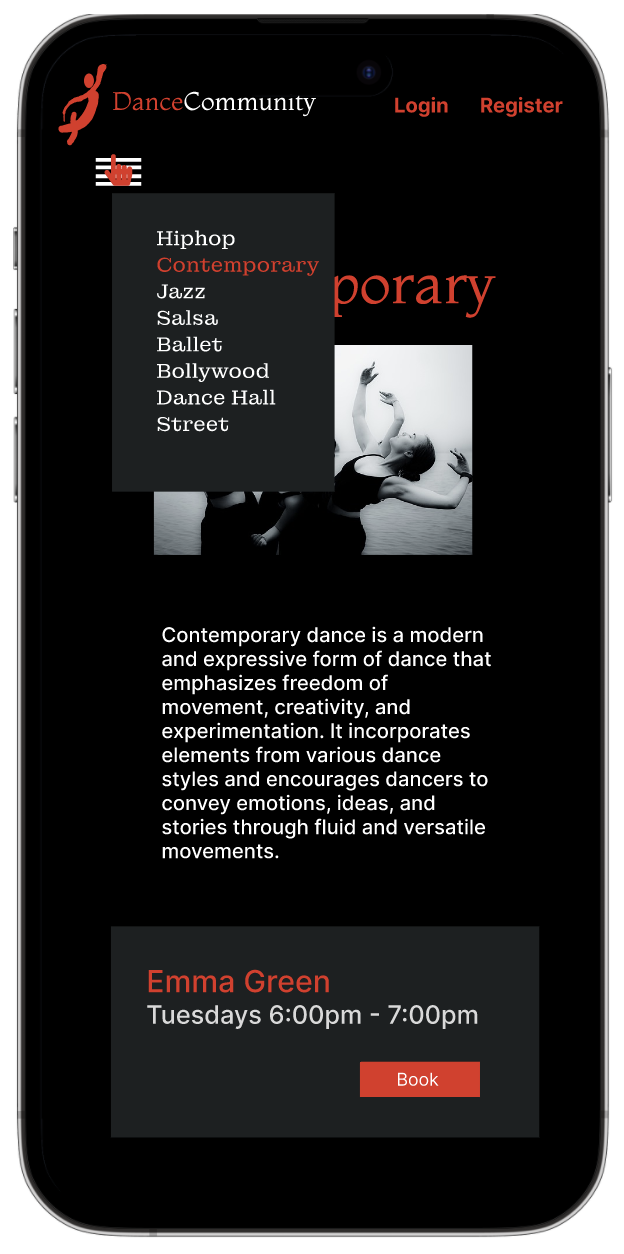 DanceCommunity
Login
Register
Hiphop
Contemporary
Jazz
Salsa
Ballet
Bollywood
Dance Hall
Street
porary
Contemporary dance is a modern
and expressive form of dance that
emphasizes freedom of
movement, creativity, and
experimentation. It incorporates
elements from various dance
styles and encourages dancers to
convey emotions, ideas, and
stories through fluid and versatile
movements.
Emma Green
Tuesdays 6:00pm - 7:00pm
Book